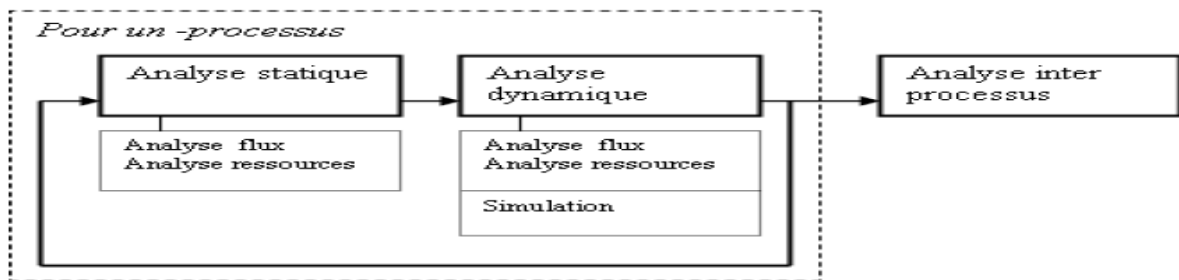 Pour un -processus
Analyse statique
Analyse
dynamique
Analyse inter
processus
Analyse flux
Analyse ressources
Analyse flux
Analyse ressources
Simulation